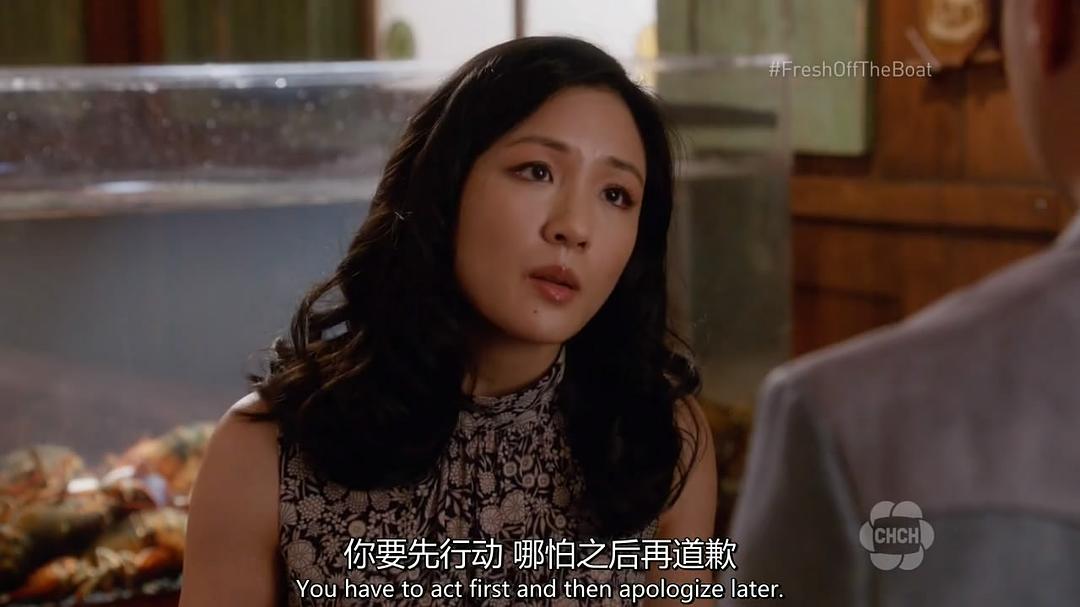 #FreshOffTheBoat
CHCH
你要先行动 哪怕之后再道歉
You have to act first and then apologize later.